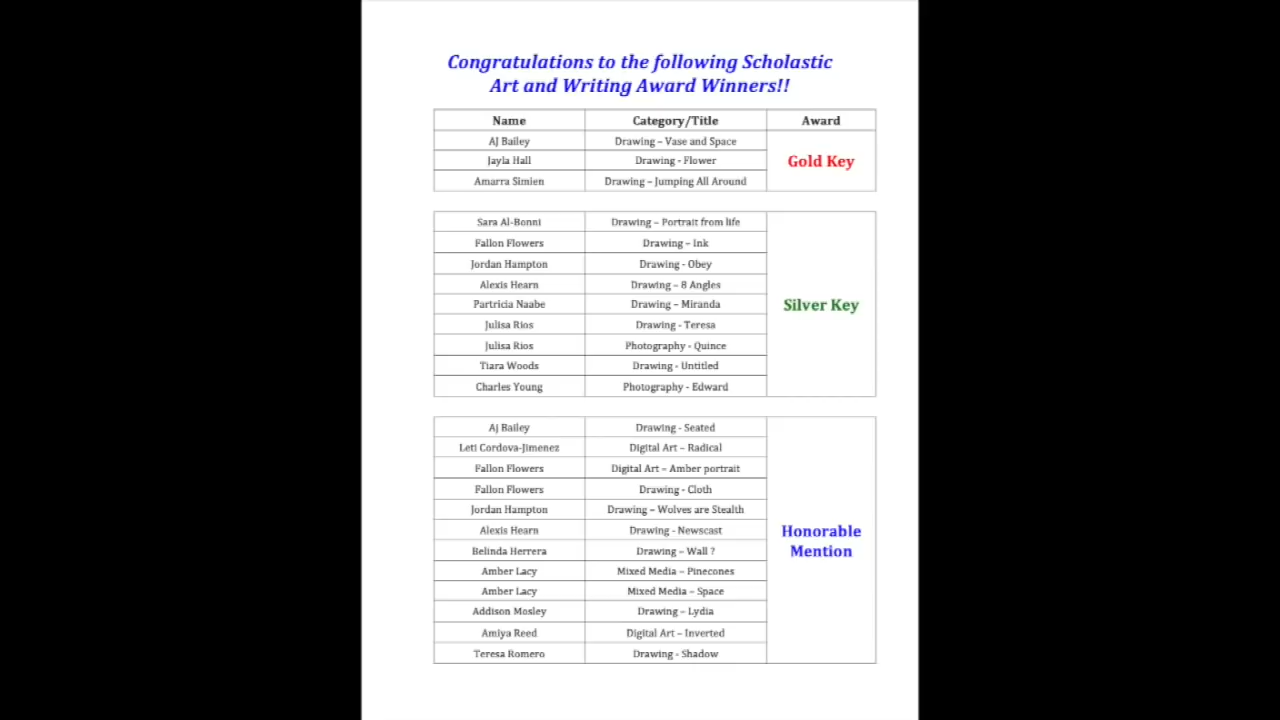 Congratulations to the following Scholastic
Art and Writing Award Winners!!
Name Category/Title Award
AJ Bailey Drawing – Vase and Space
Jayla Hall Drawing - Flower Gold Key
Amarra Simien Drawing – Jumping All Around
Sara Al-Bonni Drawing – Portrait from life
Fallon Flowers Drawing – Ink
Jordan Hampton Drawing - Obey
Alexis Hearn Drawing – 8 Angles
Partricia Naabe Drawing – Miranda Silver Key
Julisa Rios Drawing - Teresa
Julisa Rios Photography - Quince
Tiara Woods Drawing - Untitled
Charles Young Photography - Edward
AJ Bailey Drawing - Seated
Leti Cordova-Jimenez Digital Art – Radical
Fallon Flowers Digital Art – Amber portrait
Fallon Flowers Drawing - Cloth
Jordan Hampton Drawing – Wolves are Stealth
Alexis Hearn Drawing - Newscast Honorable
Belinda Herrera Drawing – Wall ? Mention
Amber Lacy Mixed Media – Pinecones
Amber Lacy Mixed Media – Space
Addison Mosley Drawing – Lydia
Amiya Reed Digital Art – Inverted
Teresa Romero Drawing - Shadow